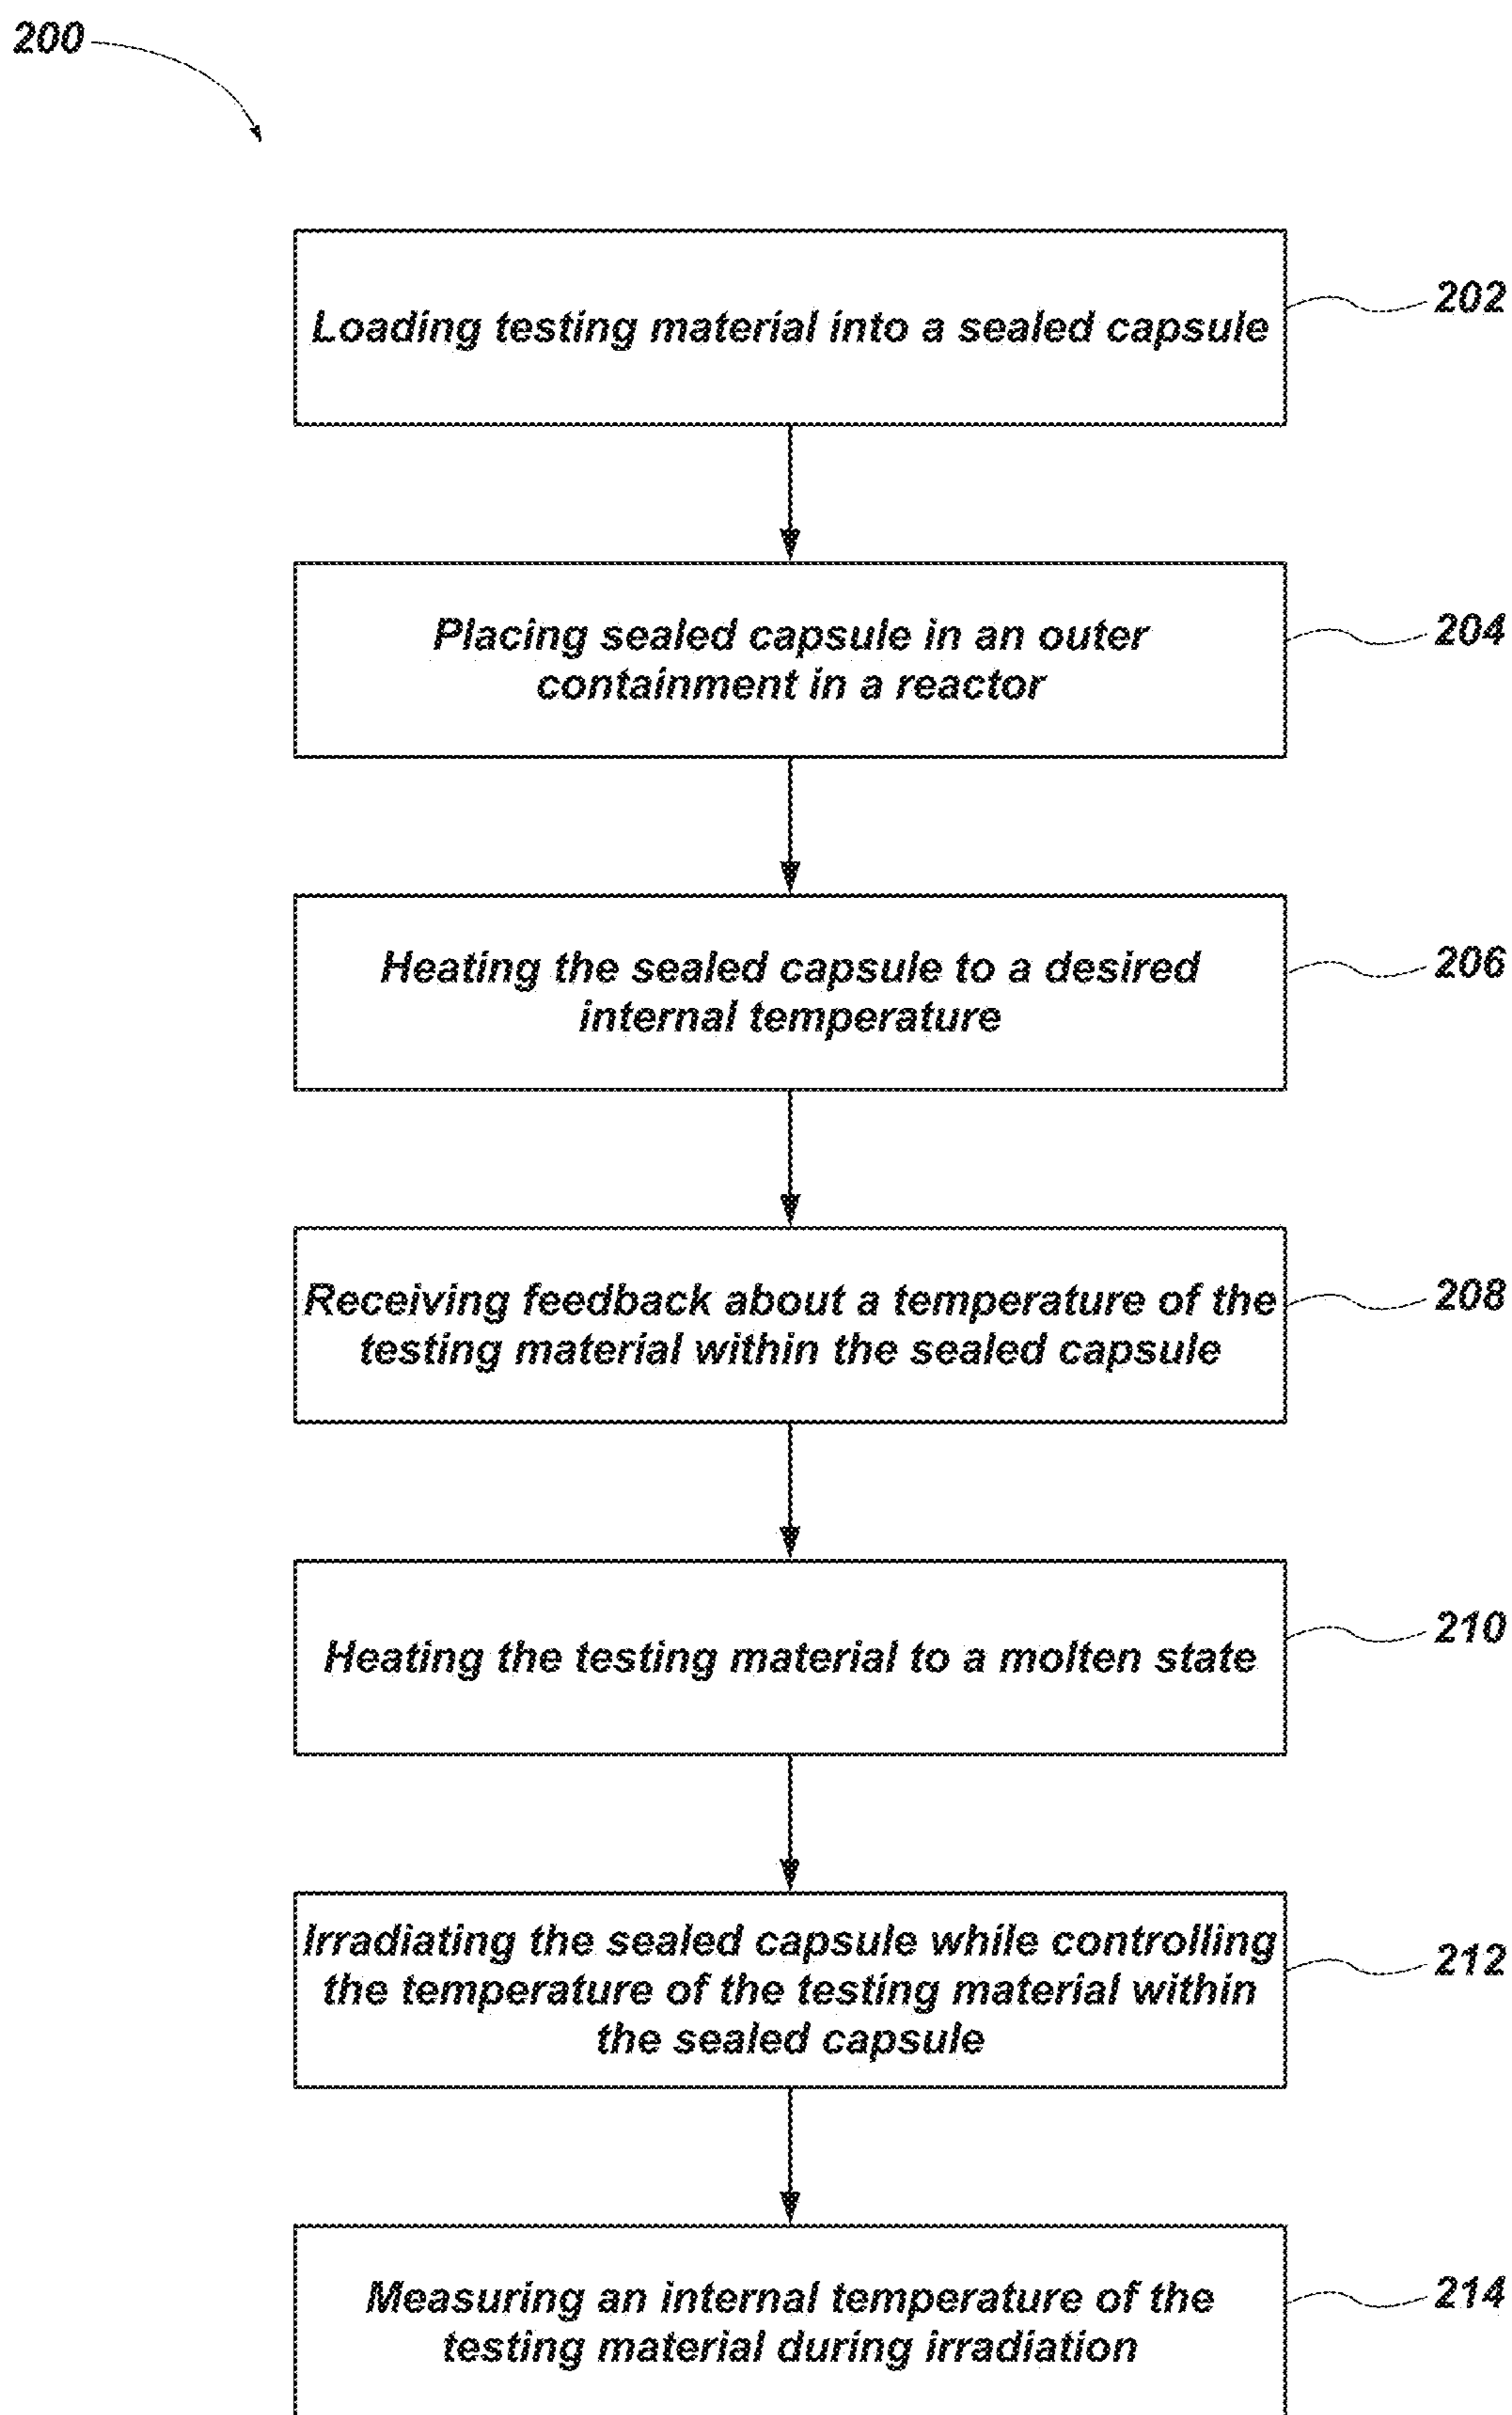 200
Loading testing material into a sealed capsule
202
Placing sealed capsule in an outer
containment in a reactor
204
Heating the sealed capsule to a desired
internal temperature
206
Receiving feedback about a temperature of the
testing material within the sealed capsule
208
Heating the testing material to a molten state
210
Irradiating the sealed capsule while controlling
the temperature of the testing material within
the sealed capsule
212
Measuring an internal temperature of the
testing material during irradiation
214